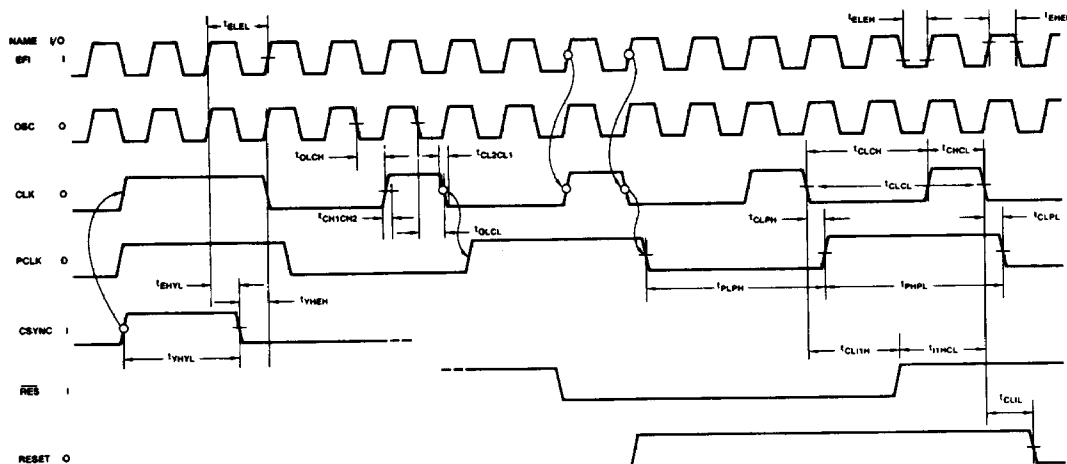 tELEL
tELEH
tEHEL
NAME I/O
EFI I
OSC O
tOLCH
tCL2CL1
tCLCH
tCHCL
CLK O
tCLCL
tCH1CH2
tOLCL
tCLPH
tCLPL
PCLK O
tEHYL
tYHEH
tPLPH
tPHPL
CSYNC I
tYHYL
tCLI1H
tI1HCL
RES I
tCLIL
RESET O